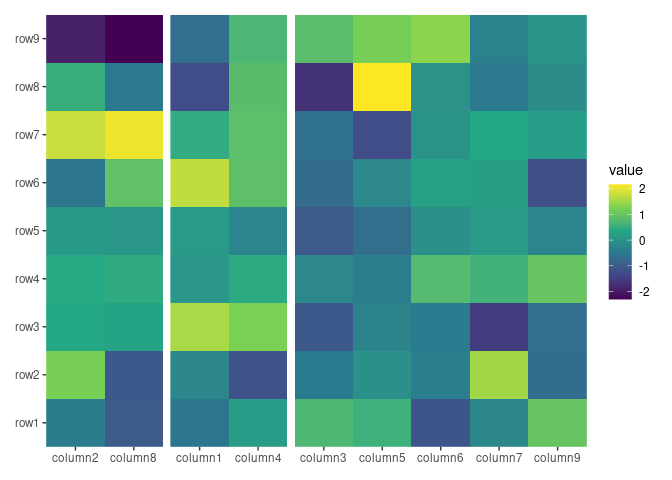 row9
row8
row7
row6
row5
row4
row3
row2
row1
column2 column8 column1 column4 column3 column5 column6 column7 column9
value
2
1
0
-1
-2